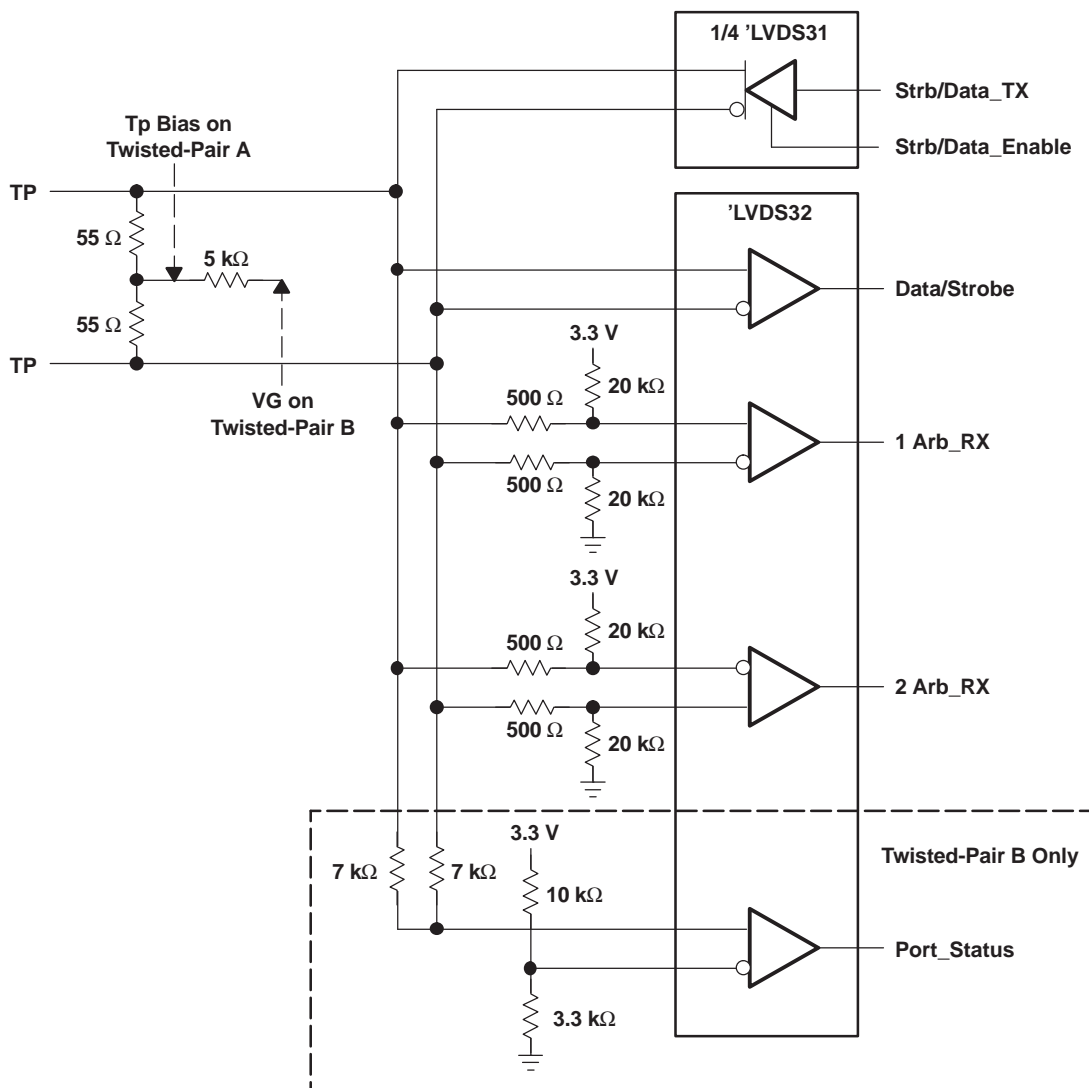 1/4 ’LVDS31
Strb/Data_TX
Tp Bias on
Twisted-Pair A
Strb/Data_Enable
TP
’LVDS32
55 Ω
5 kΩ
Data/Strobe
55 Ω
3.3 V
TP
20 kΩ
500 Ω
VG on
Twisted-Pair B
1 Arb_RX
500 Ω
20 kΩ
3.3 V
20 kΩ
500 Ω
2 Arb_RX
500 Ω
20 kΩ
3.3 V
Twisted-Pair B Only
7 kΩ
7 kΩ
10 kΩ
Port_Status
3.3 kΩ